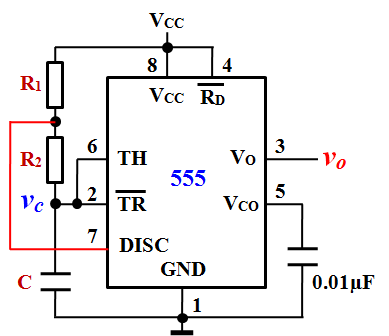 VCC
8
4
R1
VCC
RD
6
TH
3
VO
vo
R2
555
5
vc
2
TR
VCO
7
DISC
C
GND
0.01μF
1